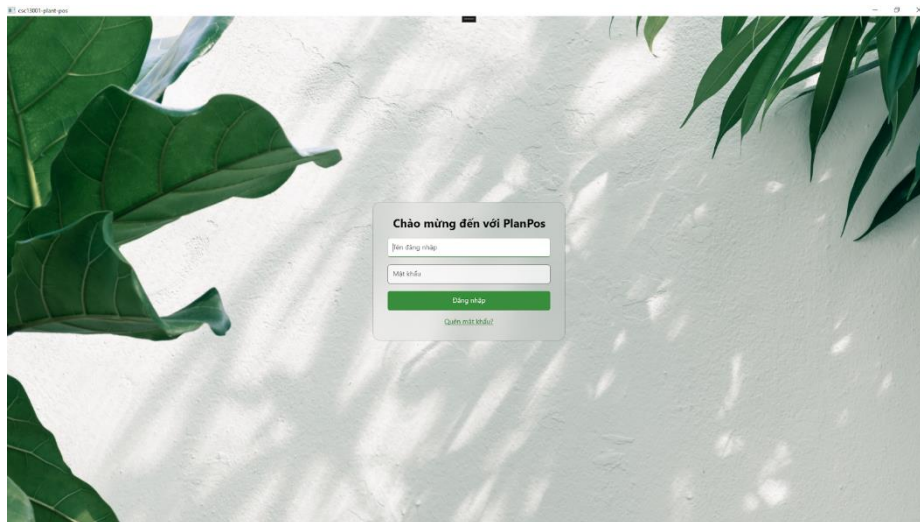 csc13001-plant-pos
Chào mừng đến với PlanPos
Tên đăng nhập
Mật khẩu
Đăng nhập
Quên mật khẩu?